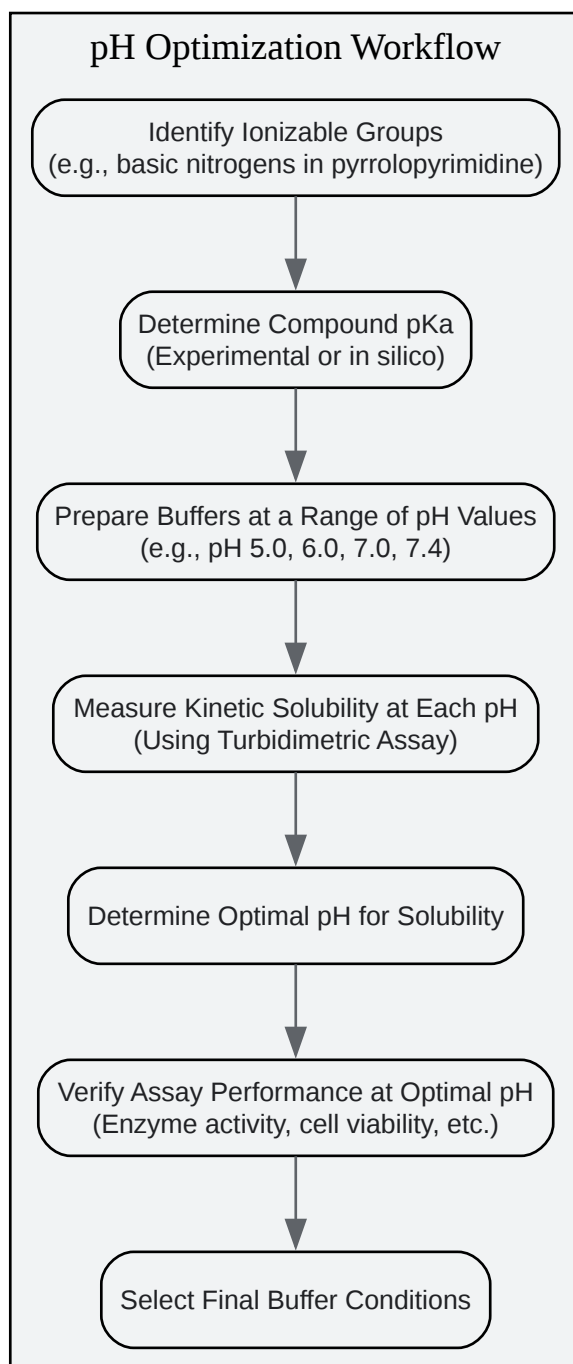 pH Optimization Workflow
Identify Ionizable Groups
(e.g., basic nitrogens in pyrrolopyrimidine)
Determine Compound pKa
(Experimental or in silico)
Prepare Buffers at a Range of pH Values
(e.g., pH 5.0, 6.0, 7.0, 7.4)
Measure Kinetic Solubility at Each pH
(Using Turbidimetric Assay)
Determine Optimal pH for Solubility
Verify Assay Performance at Optimal pH
(Enzyme activity, cell viability, etc.)
Select Final Buffer Conditions